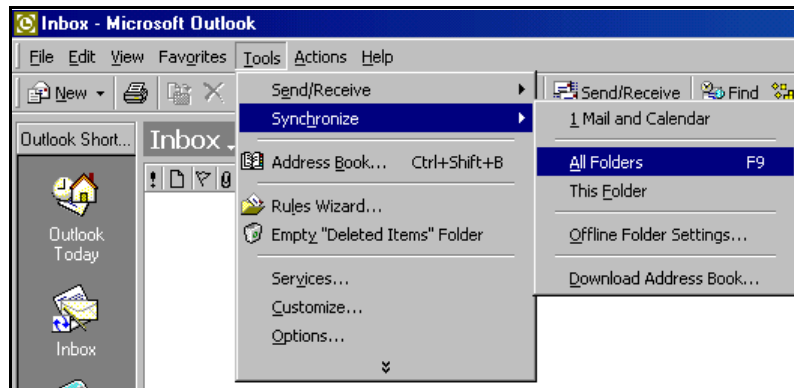 Inbox - Microsoft Outlo
File Edit View Favorites Tools Actions Help
New Send/Receive Find
Outlook Short...
Inbox
Outlook Today
Inbox
Send/Receive
Synchronize
Address Book... Ctrl+Shift+B
Rules Wizard...
Empty "Deleted Items" Folder
Services...
Customize...
Options...
1 Mail and Calendar
All Folders F9
This Folder
Offline Folder Settings...
Download Address Book...